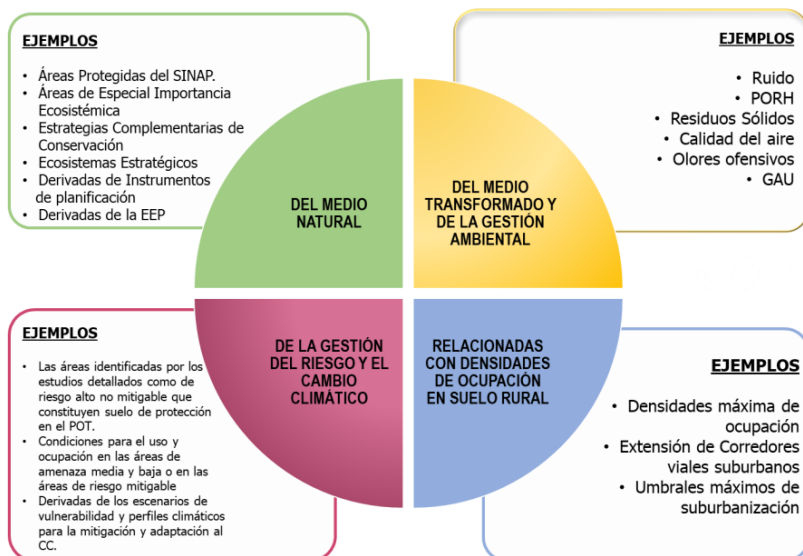 EJEMPLOS
• Áreas Protegidas del SINAP.
• Áreas de Especial Importancia
Ecosistémica
• Estrategias Complementarias de
Conservación
• Ecosistemas Estratégicos
• Derivadas de Instrumentos
de planificación
• Derivadas de la EEP
DEL MEDIO
NATURAL
EJEMPLOS
• Ruido
• PORH
• Residuos Sólidos
• Calidad del aire
• Olores ofensivos
• GAU
DEL MEDIO
TRANSFORMADO Y
DE LA GESTIÓN
AMBIENTAL
EJEMPLOS
• Las áreas identificadas por los
estudios detallados como de
riesgo alto no mitigable que
constituyen suelo de protección
en el POT.
• Condiciones para el uso y
ocupación en las áreas de
amenaza media y baja o en las
áreas de riesgo mitigable
• Derivadas de los escenarios de
vulnerabilidad y perfiles climáticos
para la mitigación y adaptación al
CC.
DE LA GESTIÓN
DEL RIESGO Y EL
CAMBIO
CLIMÁTICO
RELACIONADAS
CON DENSIDADES
DE OCUPACIÓN
EN SUELO RURAL
EJEMPLOS
• Densidades máxima de
ocupación
• Extensión de Corredores
viales suburbanos
• Umbrales máximos de
suburbanización